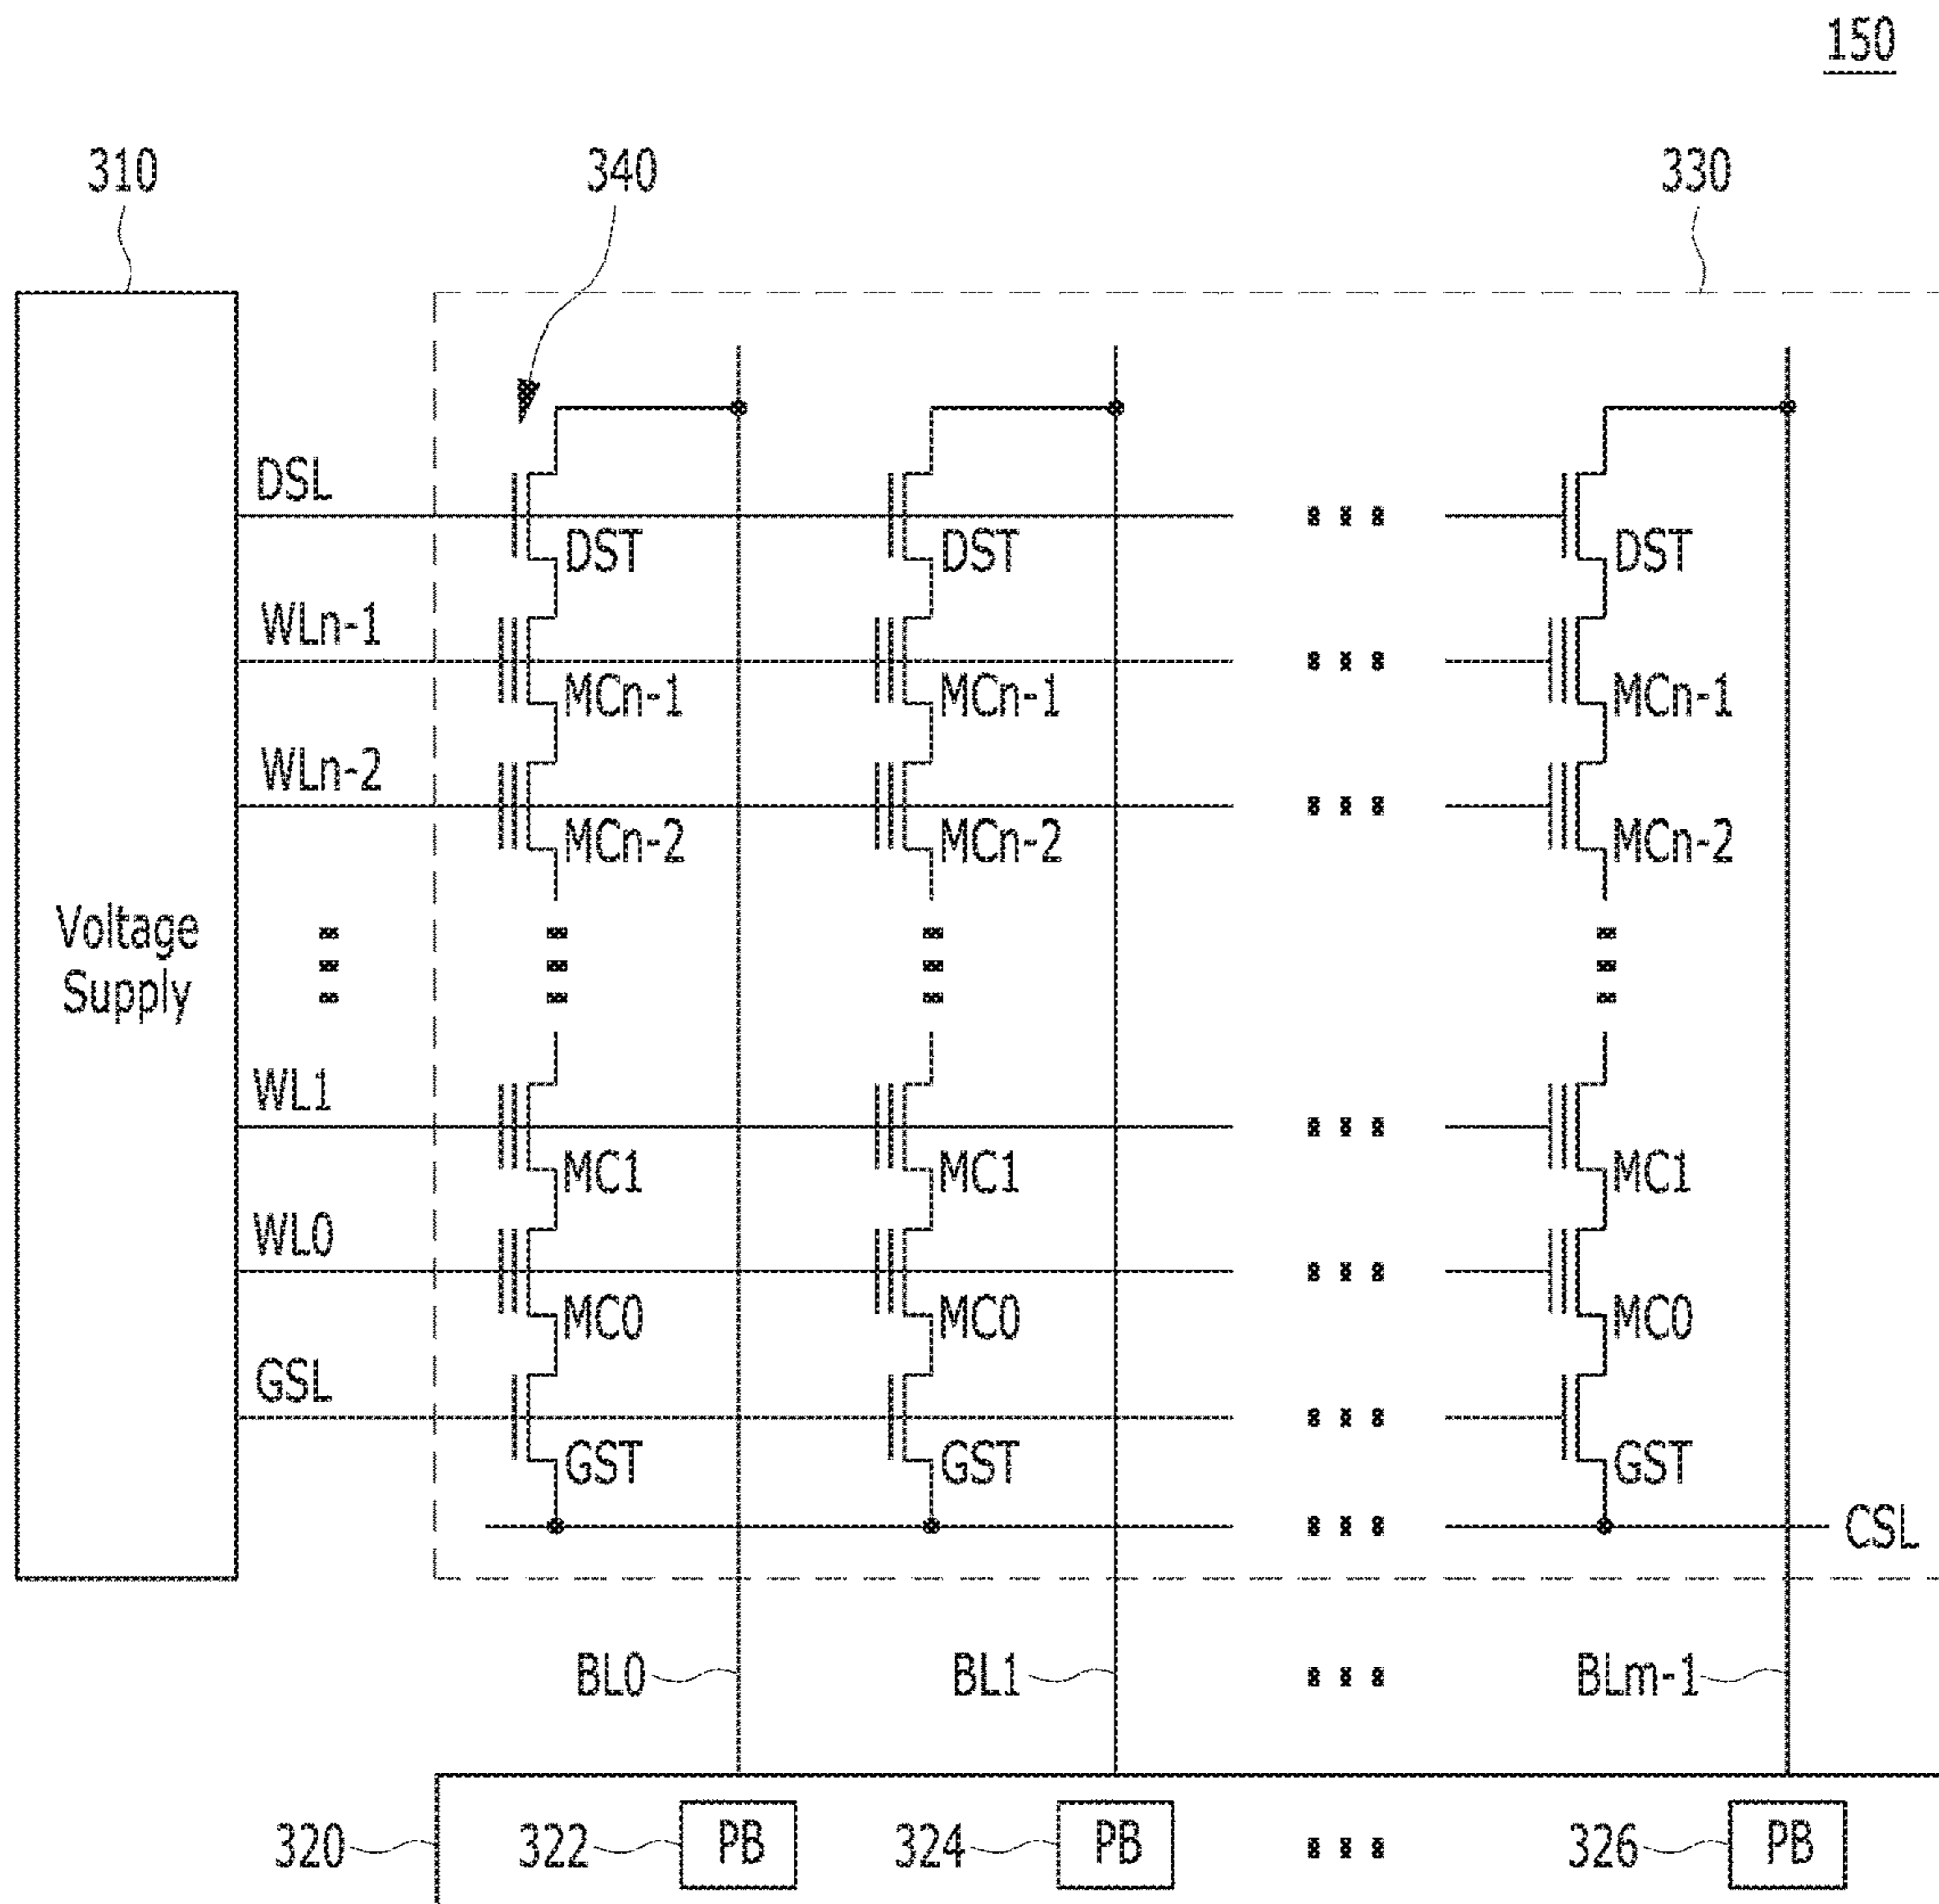 150
310 340 330
DSL
DST DST DST
WLn-1
MCn-1 MCn-1 MCn-1
WLn-2
MCn-2 MCn-2 MCn-2
Voltage
Supply
WL1
MC1 MC1 MC1
WL0
MC0 MC0 MC0
GSL
GST GST GST
CSL
BL0 BL1 BLm-1
320 322 PB 324 PB 326 PB